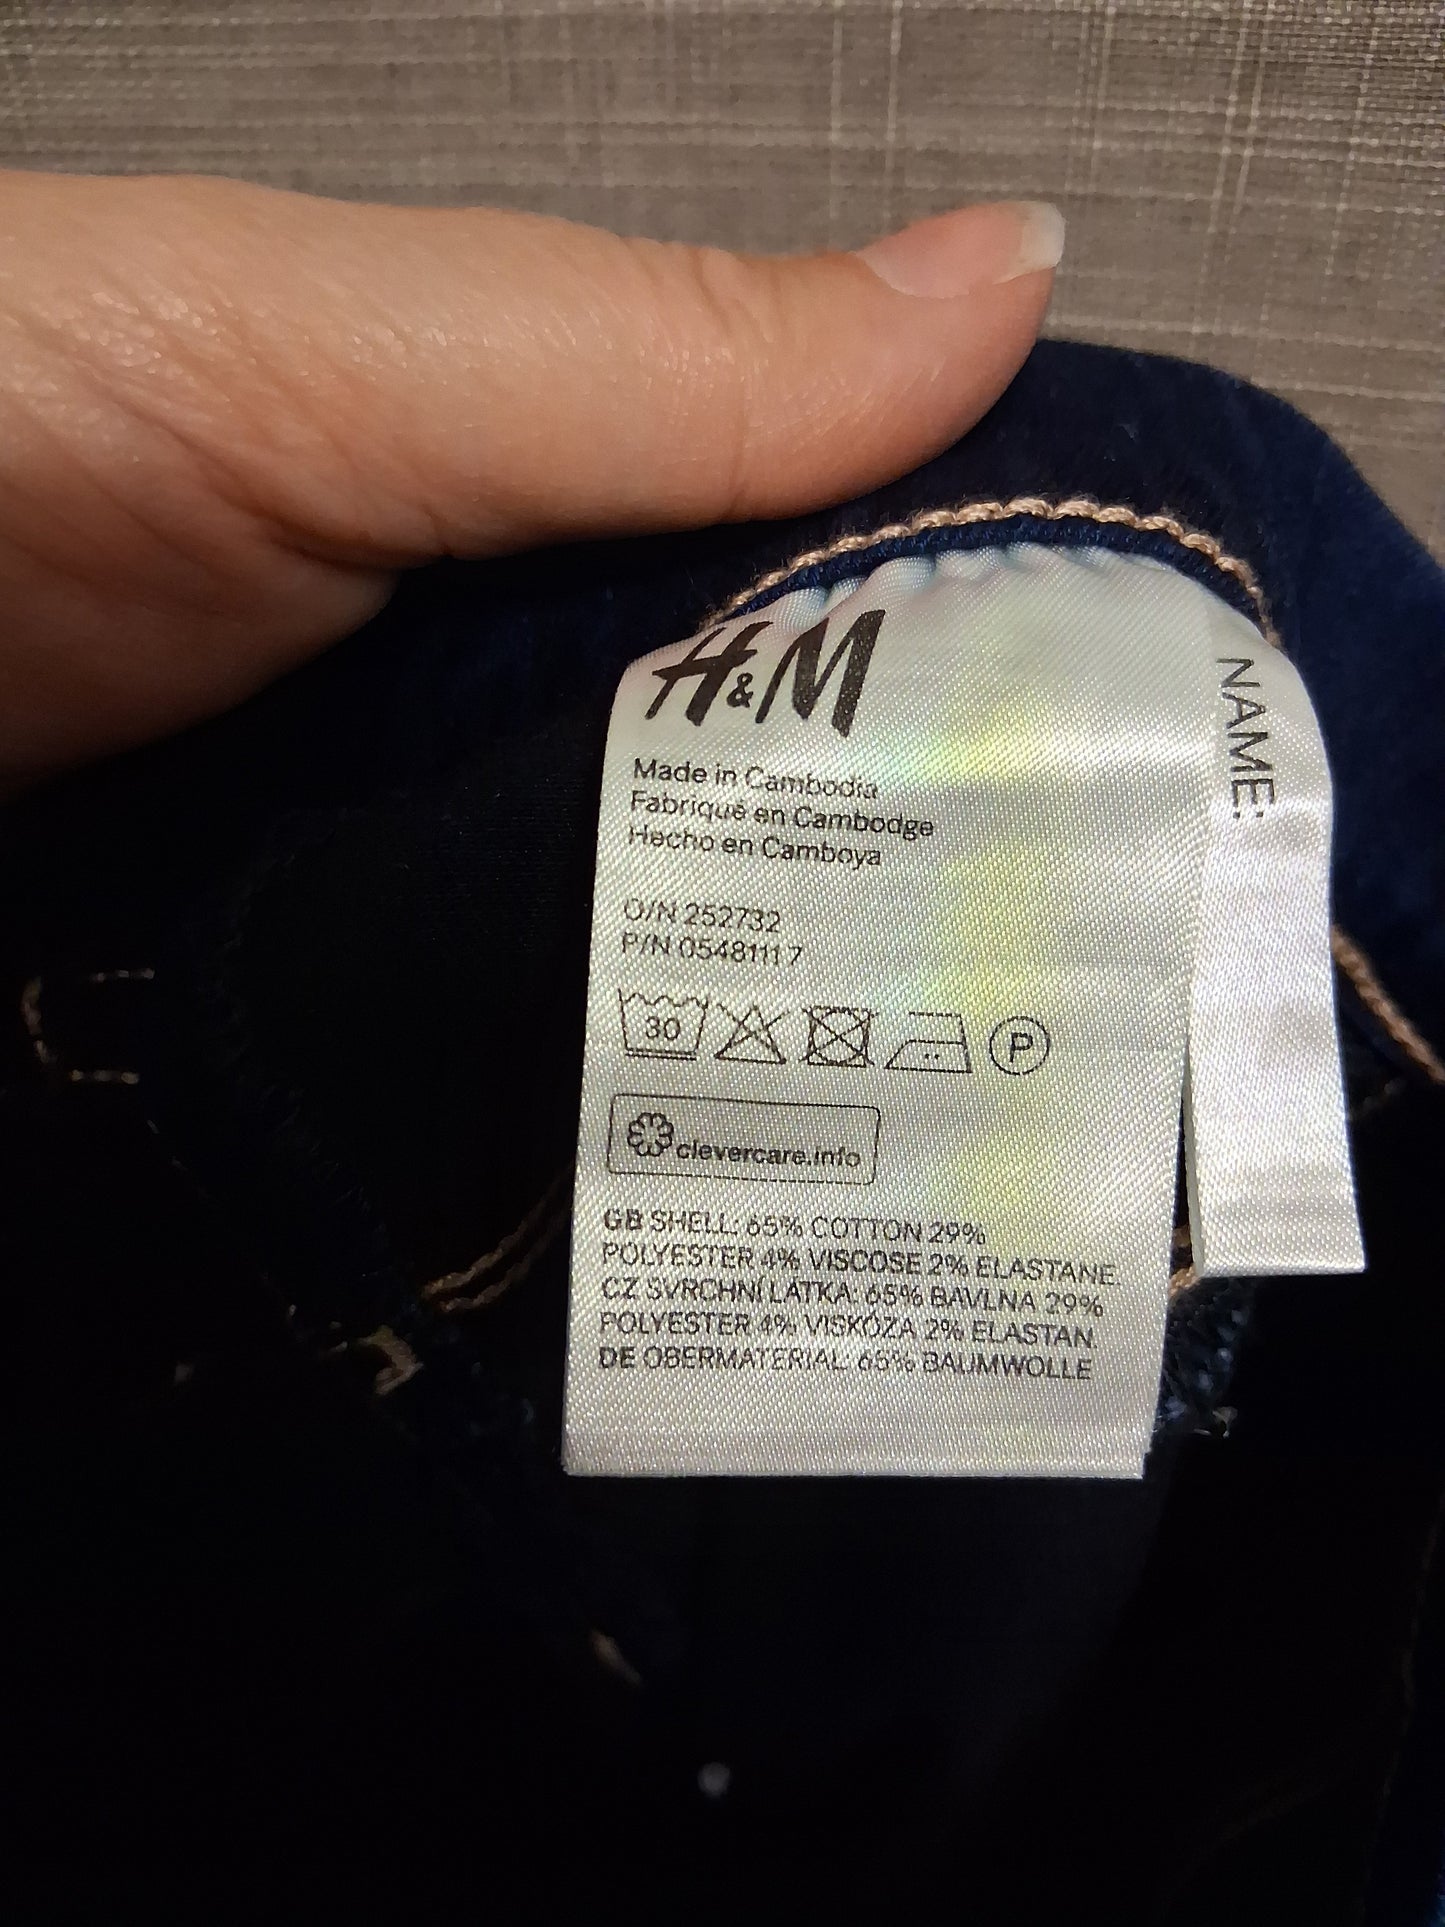 H&M
Made in Cambodia
Fabriqué en Cambodge
Hecho en Camboya
O/N 252732
P/N 05481117
30
P
clevercare.info
GB SHELL: 65% COTTON 29%
POLYESTER 4% VISCOSE 2% ELASTANE
CZ SVRCHNÍ LÁTKA: 65% BAVLNA 29%
POLYESTER 4% VISKÓZA 2% ELASTAN
DE OBERMATERIAL: 65% BAUMWOLLE
NAME: